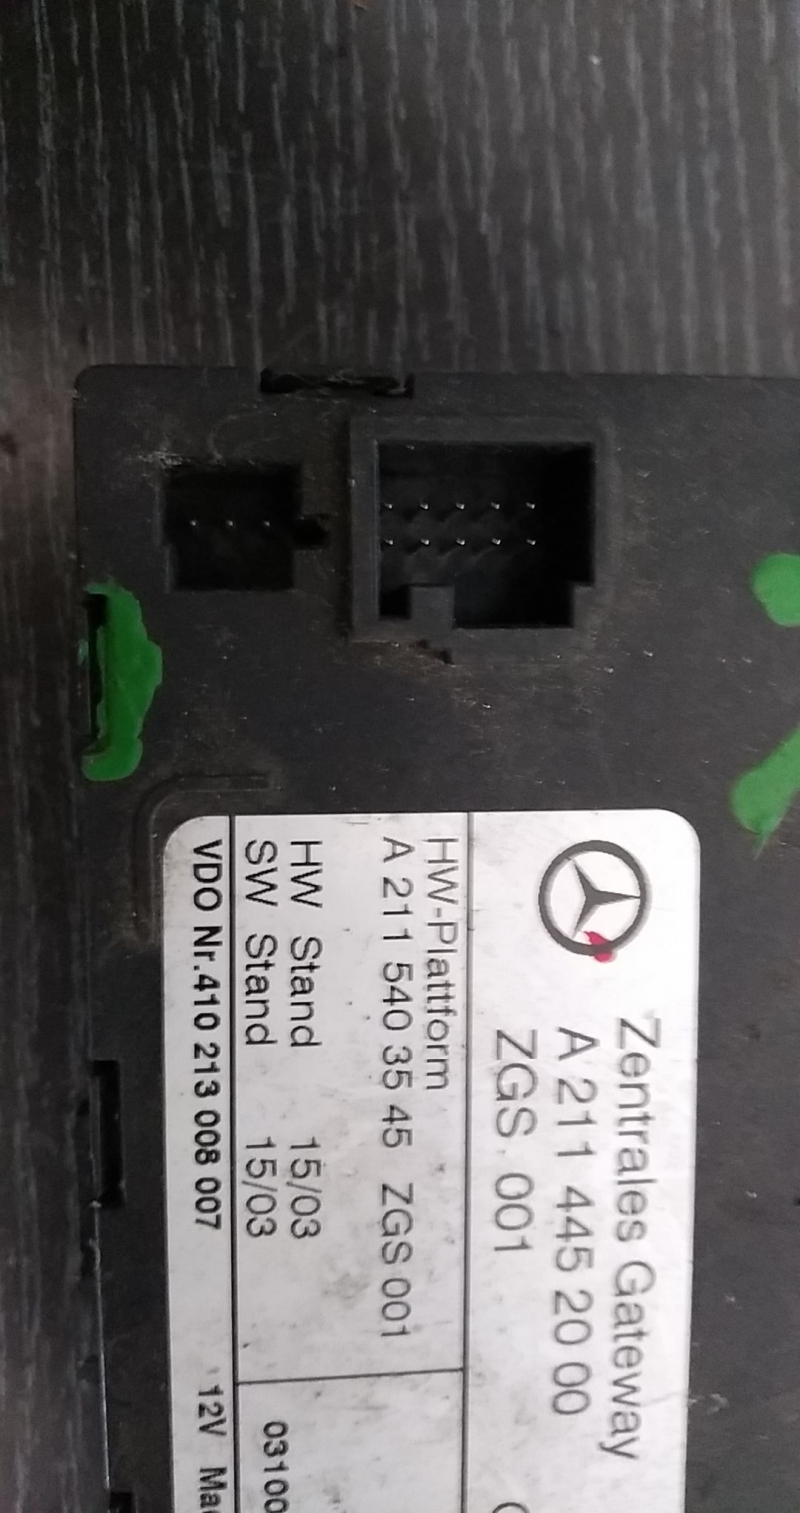 Zentrales Gateway
A 211 445 20 00
ZGS 001
HW-Plattform
A 211 540 35 45 ZGS 001
HW Stand 15/03
SW Stand 15/03
03100
VDO Nr.410 213 008 007 12V